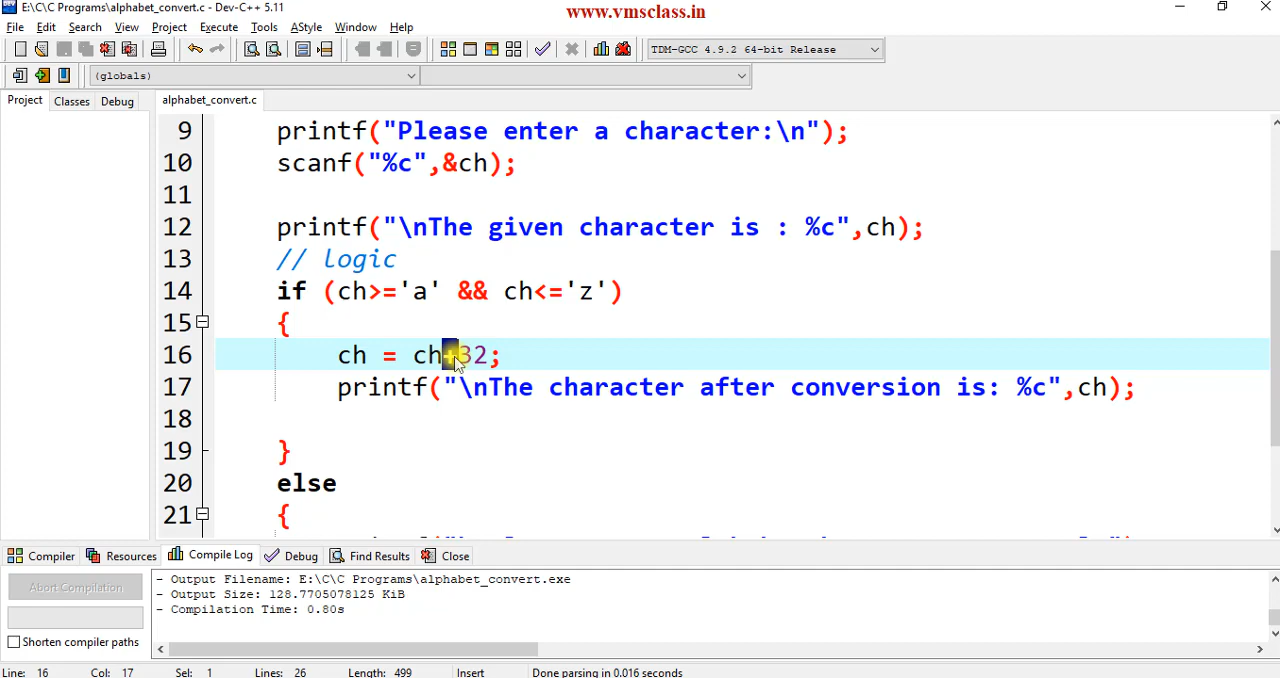 E:\C\C Programs\alphabet_convert.c - Dev-C++ 5.11
www.vmsclass.in
File Edit Search View Project Execute Tools AStyle Window Help
TDM-GCC 4.9.2 64-bit Release
(globals)
Project Classes Debug
alphabet_convert.c
9 printf("Please enter a character:\n");
10 scanf("%c",&ch);
11
12 printf("\nThe given character is : %c",ch);
13 // logic
14 if (ch>='a' && ch<='z')
15 {
16 ch = ch+32;
17 printf("\nThe character after conversion is: %c",ch);
18
19 }
20 else
21 {
Compiler Resources Compile Log Debug Find Results Close
Abort Compilation
Shorten compiler paths
- Output Filename: E:\C\C Programs\alphabet_convert.exe
- Output Size: 128.7705078125 KiB
- Compilation Time: 0.80s
Line: 16 Col: 17 Sel: 1 Lines: 26 Length: 499 Insert Done parsing in 0.016 seconds